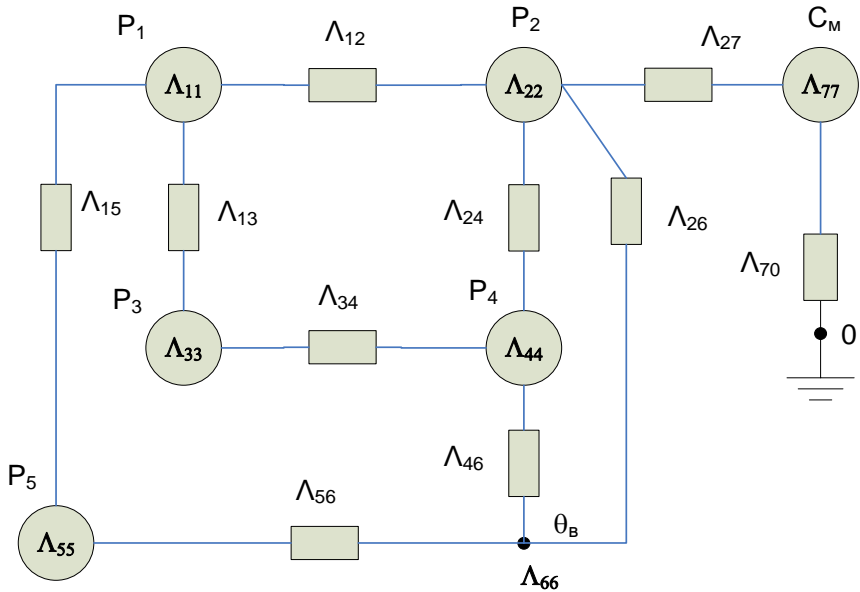 P₁
Λ₁₂
P₂
Λ₂₇
Cм
Λ₁₁
Λ₂₂
Λ₇₇
Λ₁₅
Λ₁₃
Λ₂₄
Λ₂₆
Λ₇₀
P₃
Λ₃₄
P₄
0
Λ₃₃
Λ₄₄
Λ₄₆
P₅
Λ₅₆
θв
Λ₅₅
Λ₆₆